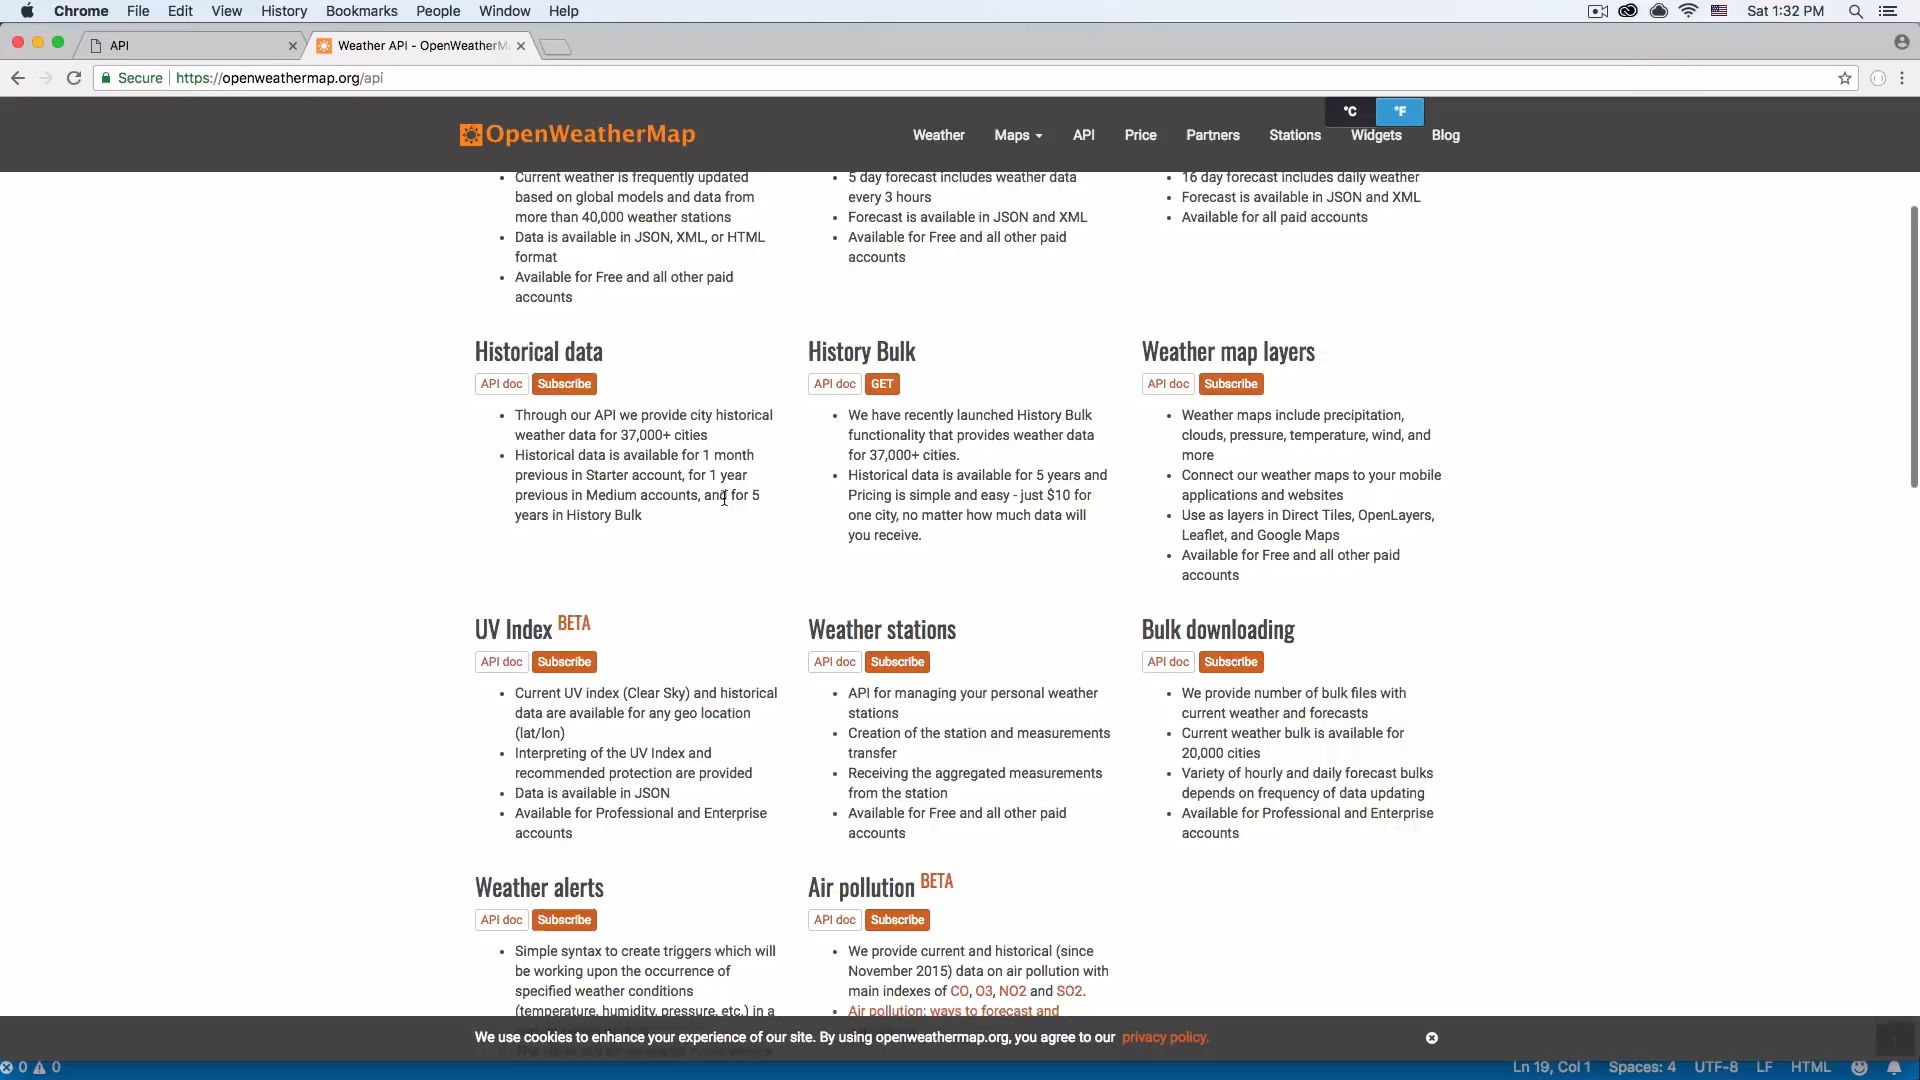 Chrome File Edit View History Bookmarks People Window Help Sat 1:32 PM
API Weather API - OpenWeatherM
Secure https://openweathermap.org/api
°C °F
OpenWeatherMap Weather Maps API Price Partners Stations Widgets Blog
Current weather is frequently updated
based on global models and data from
more than 40,000 weather stations
Data is available in JSON, XML, or HTML
format
Available for Free and all other paid
accounts
5 day forecast includes weather data
every 3 hours
Forecast is available in JSON and XML
Available for Free and all other paid
accounts
16 day forecast includes daily weather
Forecast is available in JSON and XML
Available for all paid accounts
Historical data
API doc Subscribe
Through our API we provide city historical
weather data for 37,000+ cities
Historical data is available for 1 month
previous in Starter account, for 1 year
previous in Medium accounts, and for 5
years in History Bulk
History Bulk
API doc GET
We have recently launched History Bulk
functionality that provides weather data
for 37,000+ cities.
Historical data is available for 5 years and
Pricing is simple and easy - just $10 for
one city, no matter how much data will
you receive.
Weather map layers
API doc Subscribe
Weather maps include precipitation,
clouds, pressure, temperature, wind, and
more
Connect our weather maps to your mobile
applications and websites
Use as layers in Direct Tiles, OpenLayers,
Leaflet, and Google Maps
Available for Free and all other paid
accounts
UV Index BETA
API doc Subscribe
Current UV index (Clear Sky) and historical
data are available for any geo location
(lat/lon)
Interpreting of the UV Index and
recommended protection are provided
Data is available in JSON
Available for Professional and Enterprise
accounts
Weather stations
API doc Subscribe
API for managing your personal weather
stations
Creation of the station and measurements
transfer
Receiving the aggregated measurements
from the station
Available for Free and all other paid
accounts
Bulk downloading
API doc Subscribe
We provide number of bulk files with
current weather and forecasts
Current weather bulk is available for
20,000 cities
Variety of hourly and daily forecast bulks
depends on frequency of data updating
Available for Professional and Enterprise
accounts
Weather alerts
API doc Subscribe
Simple syntax to create triggers which will
be working upon the occurrence of
specified weather conditions
(temperature, humidity, pressure, etc.) in a
Air pollution BETA
API doc Subscribe
We provide current and historical (since
November 2015) data on air pollution with
main indexes of CO, O3, NO2 and SO2.
Air pollution: ways to forecast and
We use cookies to enhance your experience of our site. By using openweathermap.org, you agree to our privacy policy.
0 0 Ln 19, Col 1 Spaces: 4 UTF-8 LF HTML